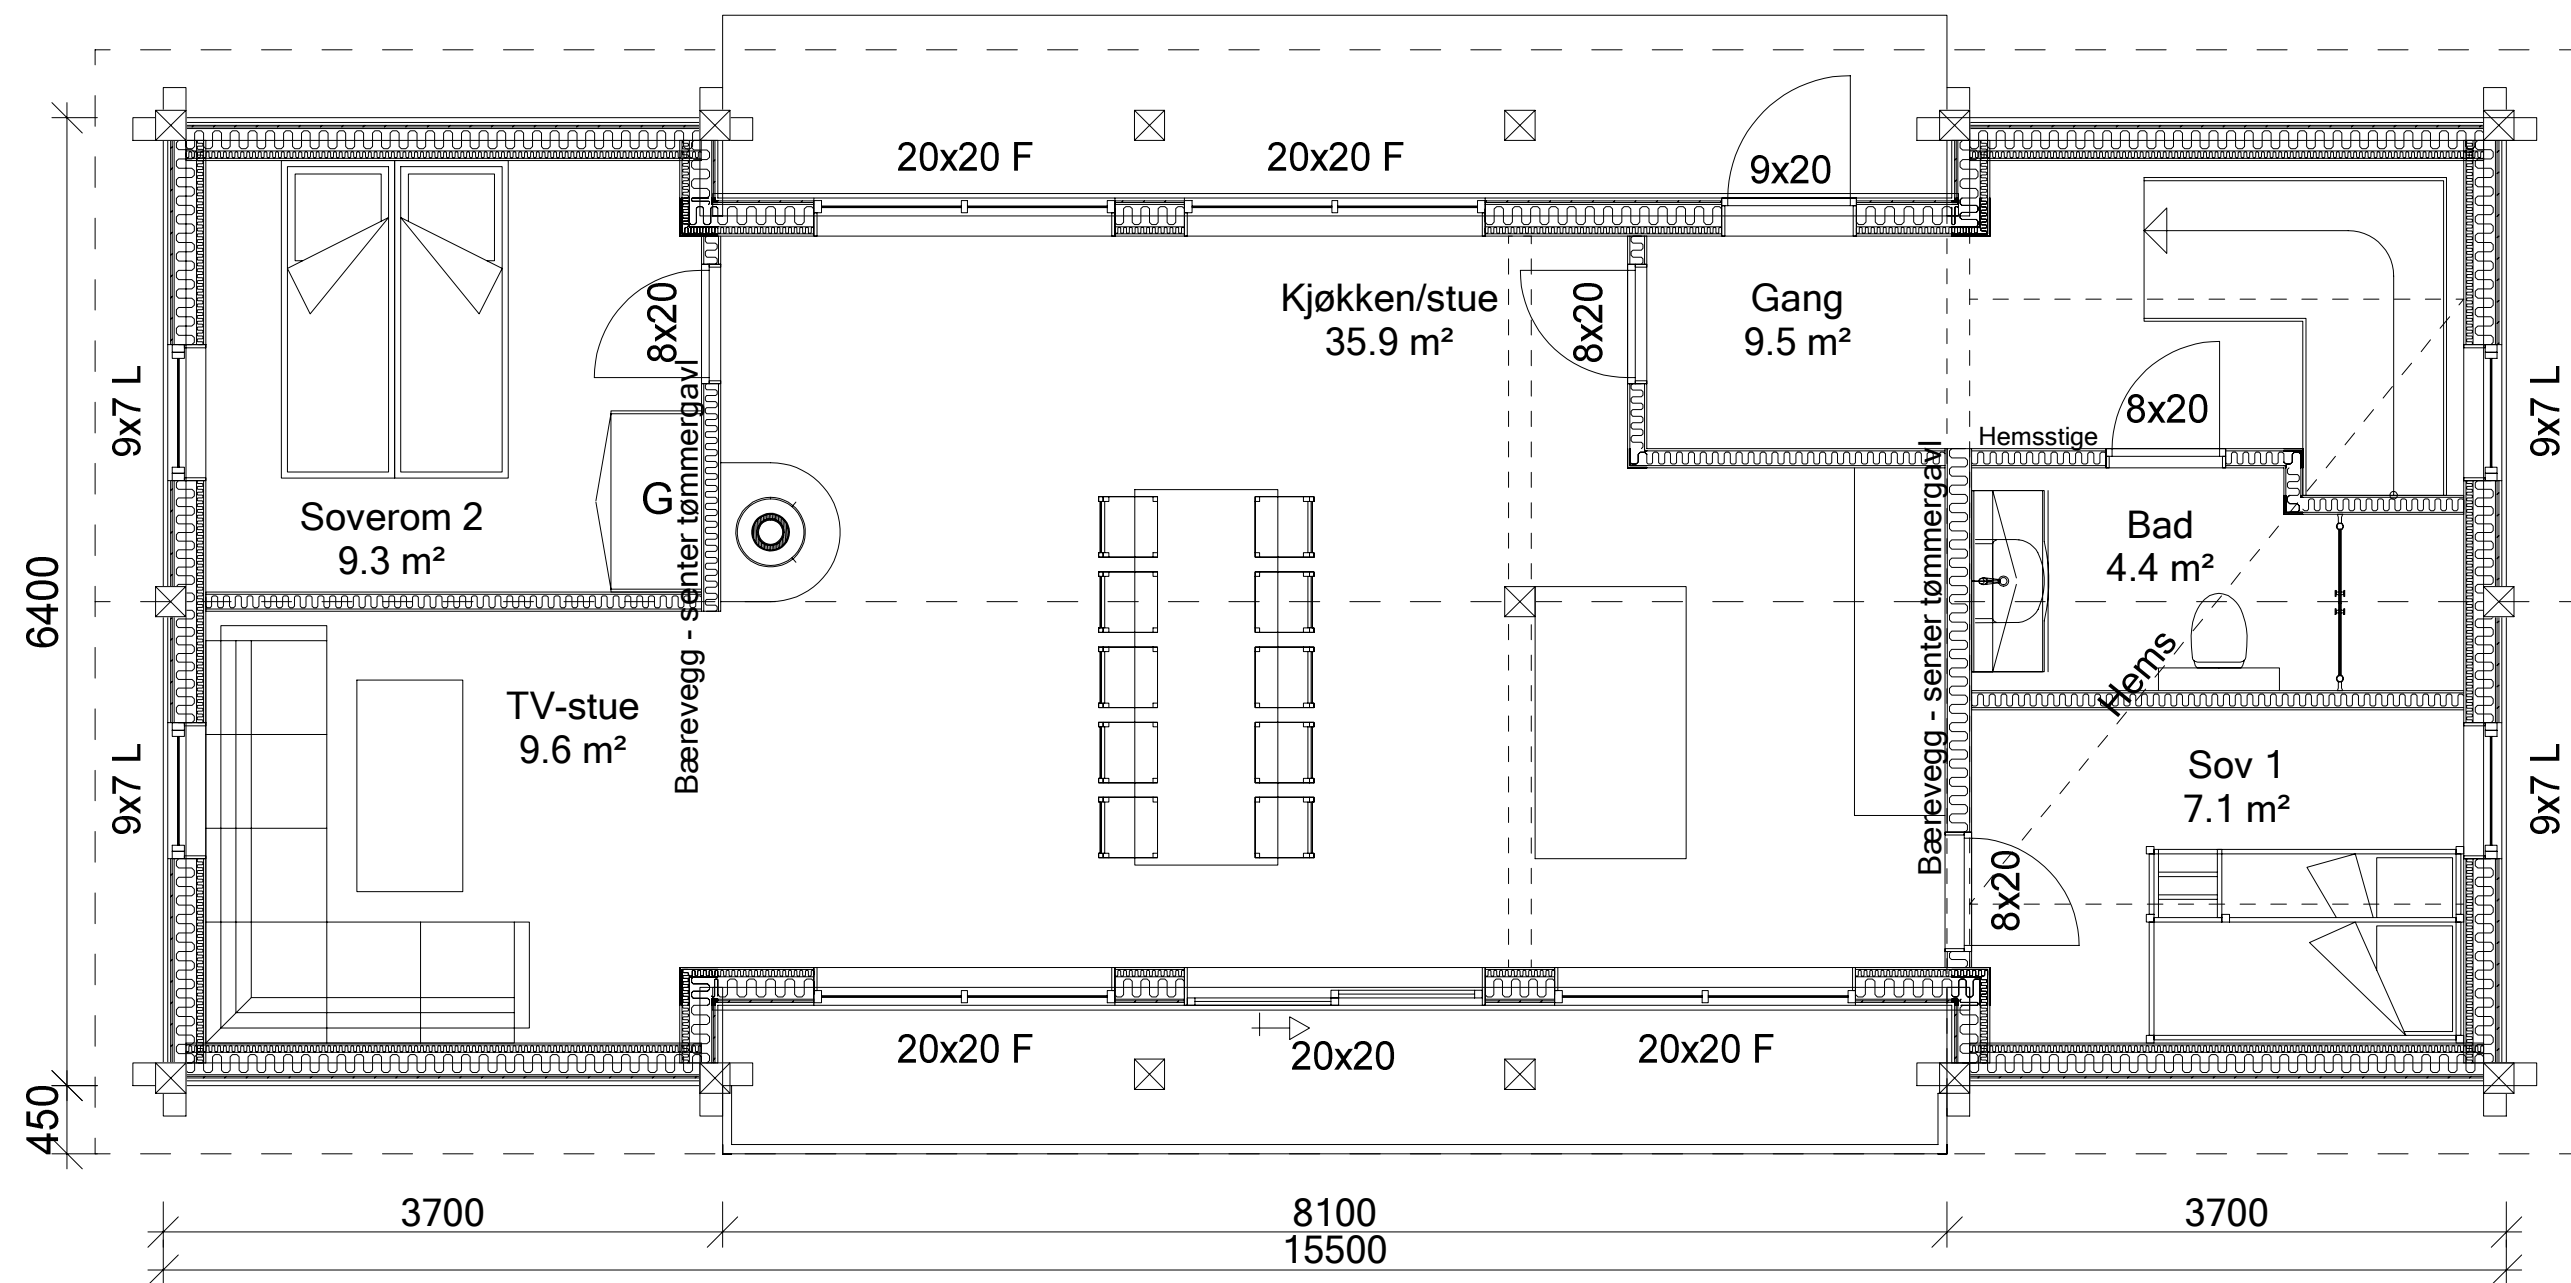 20x20 F
20x20 F
9x20
Kjøkken/stue
35.9 m²
Gang
9.5 m²
8x20
8x20
9x7 L
9x7 L
8x20
Hemsstige
Soverom 2
9.3 m²
G
Bærevegg - senter tømmergavl
Bærevegg - senter tømmergavl
Bad
4.4 m²
Hems
6400
TV-stue
9.6 m²
Sov 1
7.1 m²
9x7 L
9x7 L
8x20
20x20 F
20x20
20x20 F
450
3700
8100
3700
15500